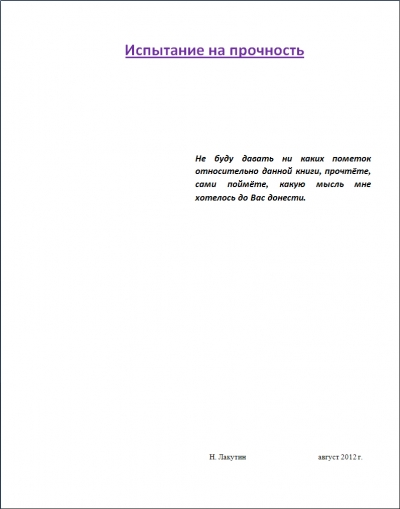 Испытание на прочность
Не буду давать ни каких пометок
относительно данной книги, прочтёте,
сами поймёте, какую мысль мне
хотелось до Вас донести.
Н. Лакутин август 2012 г.